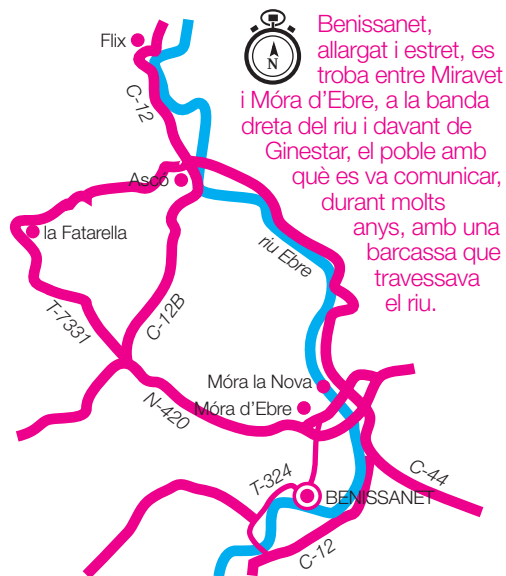 Flix
Benissanet,
allargat i estret, es
troba entre Miravet
i Móra d’Ebre, a la banda
dreta del riu i davant de
Ginestar, el poble amb
què es va comunicar,
durant molts
anys, amb una
barcassa que
travessava
el riu.
N
C-12
Ascó
la Fatarella
riu Ebre
T-7331
C-12B
Móra la Nova
N-420
Móra d’Ebre
T-324
C-44
BENISSANET
C-12